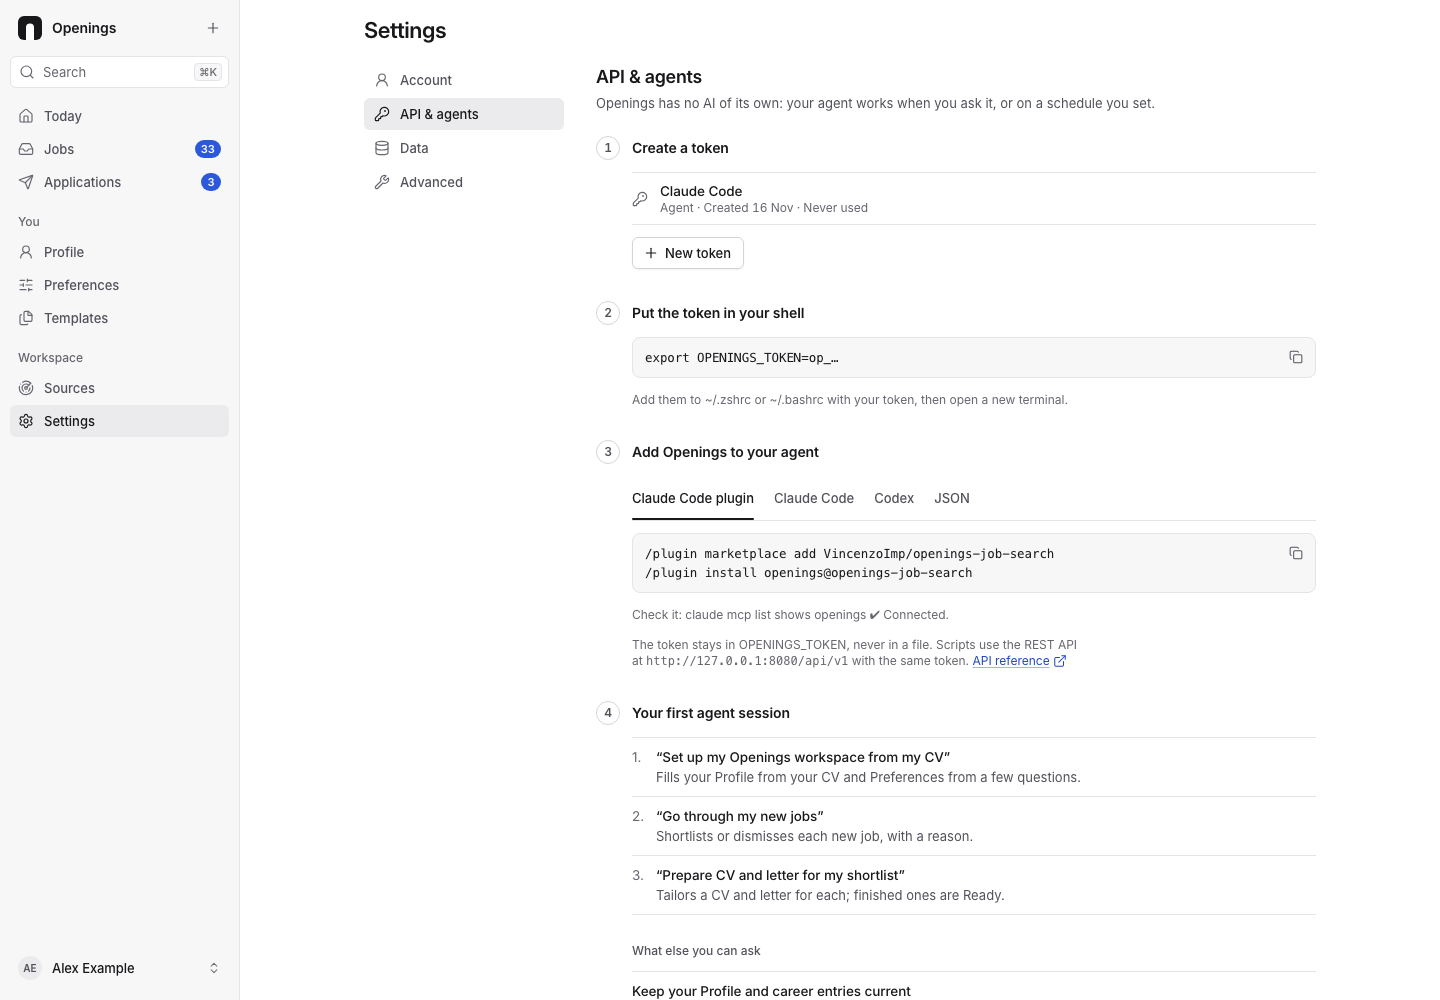 Openings
Search
⌘K
Today
Jobs
33
Applications
3
You
Profile
Preferences
Templates
Workspace
Sources
Settings
AE
Alex Example
Settings
Account
API & agents
Data
Advanced
API & agents
Openings has no AI of its own: your agent works when you ask it, or on a schedule you set.
1
Create a token
Claude Code
Agent · Created 16 Nov · Never used
New token
2
Put the token in your shell
export OPENINGS_TOKEN=op_…
Add them to ~/.zshrc or ~/.bashrc with your token, then open a new terminal.
3
Add Openings to your agent
Claude Code plugin
Claude Code
Codex
JSON
/plugin marketplace add VincenzoImp/openings-job-search
/plugin install openings@openings-job-search
Check it: claude mcp list shows openings ✔ Connected.
The token stays in OPENINGS_TOKEN, never in a file. Scripts use the REST API
at http://127.0.0.1:8080/api/v1 with the same token. API reference
4
Your first agent session
1. “Set up my Openings workspace from my CV”
Fills your Profile from your CV and Preferences from a few questions.
2. “Go through my new jobs”
Shortlists or dismisses each new job, with a reason.
3. “Prepare CV and letter for my shortlist”
Tailors a CV and letter for each; finished ones are Ready.
What else you can ask
Keep your Profile and career entries current